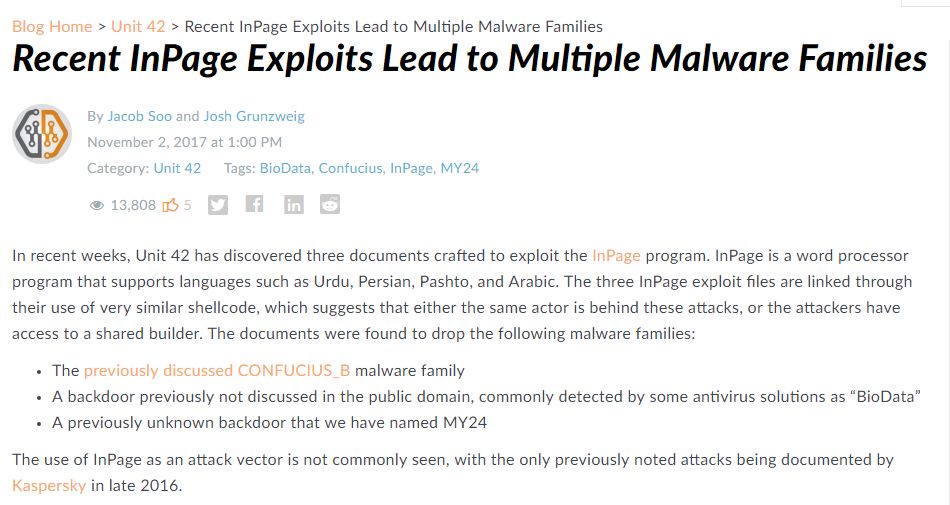 Blog Home > Unit 42 > Recent InPage Exploits Lead to Multiple Malware Families
Recent InPage Exploits Lead to Multiple Malware Families
By Jacob Soo and Josh Grunzweig
November 2, 2017 at 1:00 PM
Category: Unit 42 Tags: BioData, Confucius, InPage, MY24
13,808 5
In recent weeks, Unit 42 has discovered three documents crafted to exploit the InPage program. InPage is a word processor
program that supports languages such as Urdu, Persian, Pashto, and Arabic. The three InPage exploit files are linked through
their use of very similar shellcode, which suggests that either the same actor is behind these attacks, or the attackers have
access to a shared builder. The documents were found to drop the following malware families:
• The previously discussed CONFUCIUS_B malware family
• A backdoor previously not discussed in the public domain, commonly detected by some antivirus solutions as “BioData”
• A previously unknown backdoor that we have named MY24
The use of InPage as an attack vector is not commonly seen, with the only previously noted attacks being documented by
Kaspersky in late 2016.